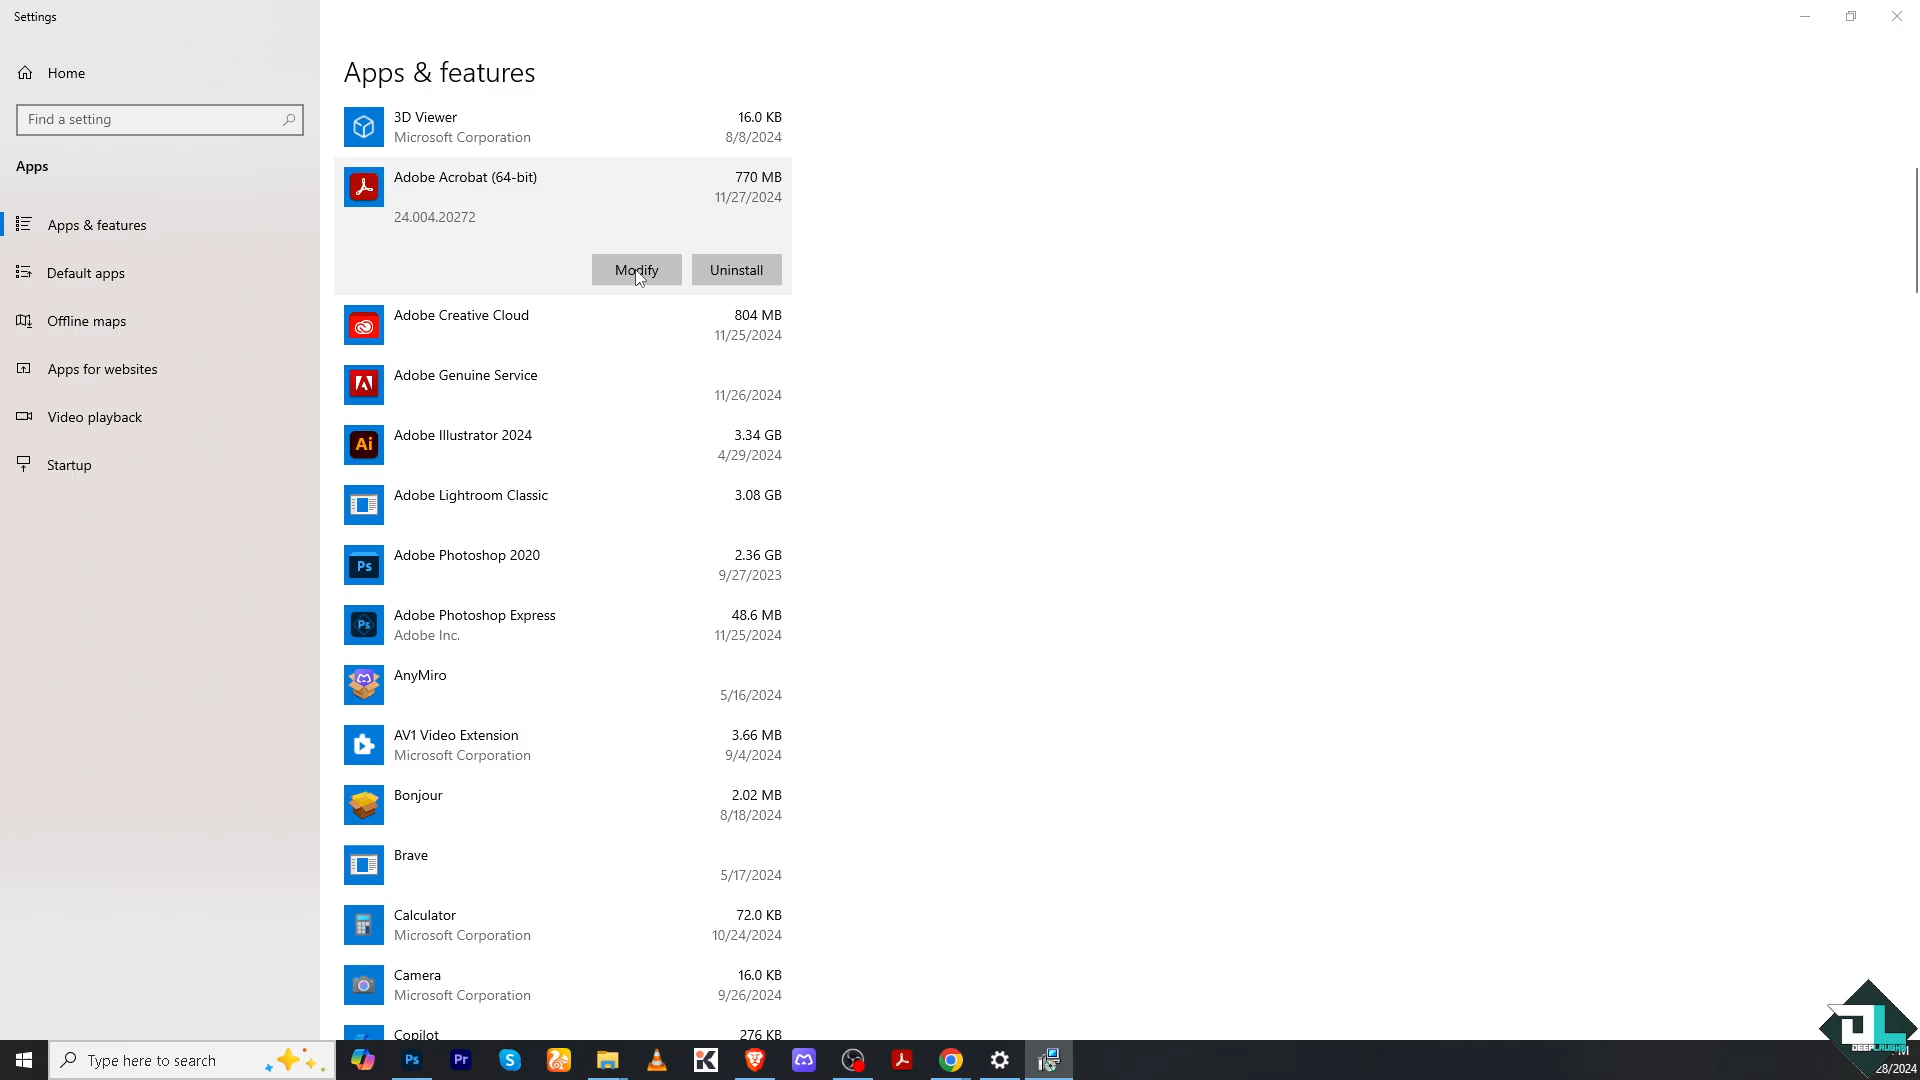 Settings
Home
Find a setting
Apps
Apps & features
Default apps
Offline maps
Apps for websites
Video playback
Startup
Apps & features
3D Viewer 16.0 KB
Microsoft Corporation 8/8/2024
Adobe Acrobat (64-bit) 770 MB
11/27/2024
24.004.20272
Modify Uninstall
Adobe Creative Cloud 804 MB
11/25/2024
Adobe Genuine Service
11/26/2024
Adobe Illustrator 2024 3.34 GB
4/29/2024
Adobe Lightroom Classic 3.08 GB
Adobe Photoshop 2020 2.36 GB
9/27/2023
Adobe Photoshop Express 48.6 MB
Adobe Inc. 11/25/2024
AnyMiro
5/16/2024
AV1 Video Extension 3.66 MB
Microsoft Corporation 9/4/2024
Bonjour 2.02 MB
8/18/2024
Brave
5/17/2024
Calculator 72.0 KB
Microsoft Corporation 10/24/2024
Camera 16.0 KB
Microsoft Corporation 9/26/2024
Copilot 276 KB
Type here to search
DEEPLAUGHS
28/2024